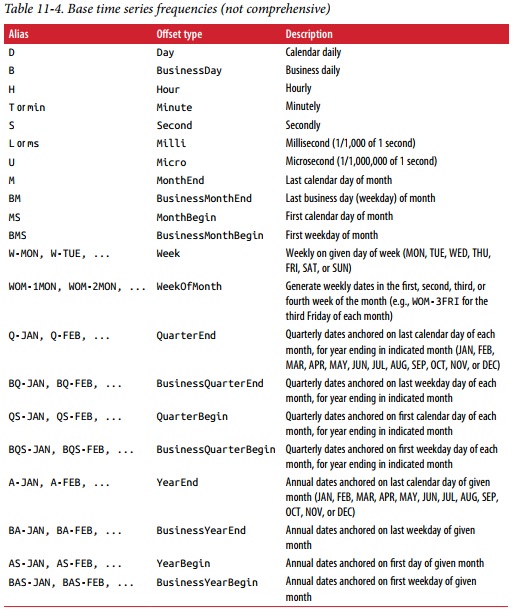 Table 11-4. Base time series frequencies (not comprehensive)
Alias Offset type Description
D Day Calendar daily
B BusinessDay Business daily
H Hour Hourly
T or min Minute Minutely
S Second Secondly
L or ms Milli Millisecond (1/1,000 of 1 second)
U Micro Microsecond (1/1,000,000 of 1 second)
M MonthEnd Last calendar day of month
BM BusinessMonthEnd Last business day (weekday) of month
MS MonthBegin First calendar day of month
BMS BusinessMonthBegin First weekday of month
W-MON, W-TUE, ... Week Weekly on given day of week (MON, TUE, WED, THU,
FRI, SAT, or SUN)
WOM-1MON, WOM-2MON, ... WeekOfMonth Generate weekly dates in the first, second, third, or
fourth week of the month (e.g., WOM-3FRI for the
third Friday of each month)
Q-JAN, Q-FEB, ... QuarterEnd Quarterly dates anchored on last calendar day of each
month, for year ending in indicated month (JAN, FEB,
MAR, APR, MAY, JUN, JUL, AUG, SEP, OCT, NOV, or DEC)
BQ-JAN, BQ-FEB, ... BusinessQuarterEnd Quarterly dates anchored on last weekday day of each
month, for year ending in indicated month
QS-JAN, QS-FEB, ... QuarterBegin Quarterly dates anchored on first calendar day of each
month, for year ending in indicated month
BQS-JAN, BQS-FEB, ... BusinessQuarterBegin Quarterly dates anchored on first weekday day of each
month, for year ending in indicated month
A-JAN, A-FEB, ... YearEnd Annual dates anchored on last calendar day of given
month (JAN, FEB, MAR, APR, MAY, JUN, JUL, AUG, SEP,
OCT, NOV, or DEC)
BA-JAN, BA-FEB, ... BusinessYearEnd Annual dates anchored on last weekday of given
month
AS-JAN, AS-FEB, ... YearBegin Annual dates anchored on first day of given month
BAS-JAN, BAS-FEB, ... BusinessYearBegin Annual dates anchored on first weekday of given
month